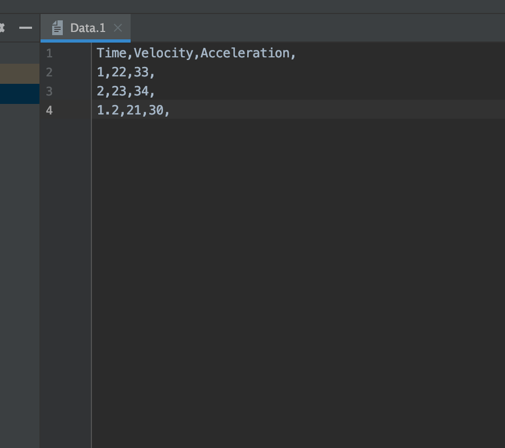 Data.1
1 Time,Velocity,Acceleration,
2 1,22,33,
3 2,23,34,
4 1.2,21,30,